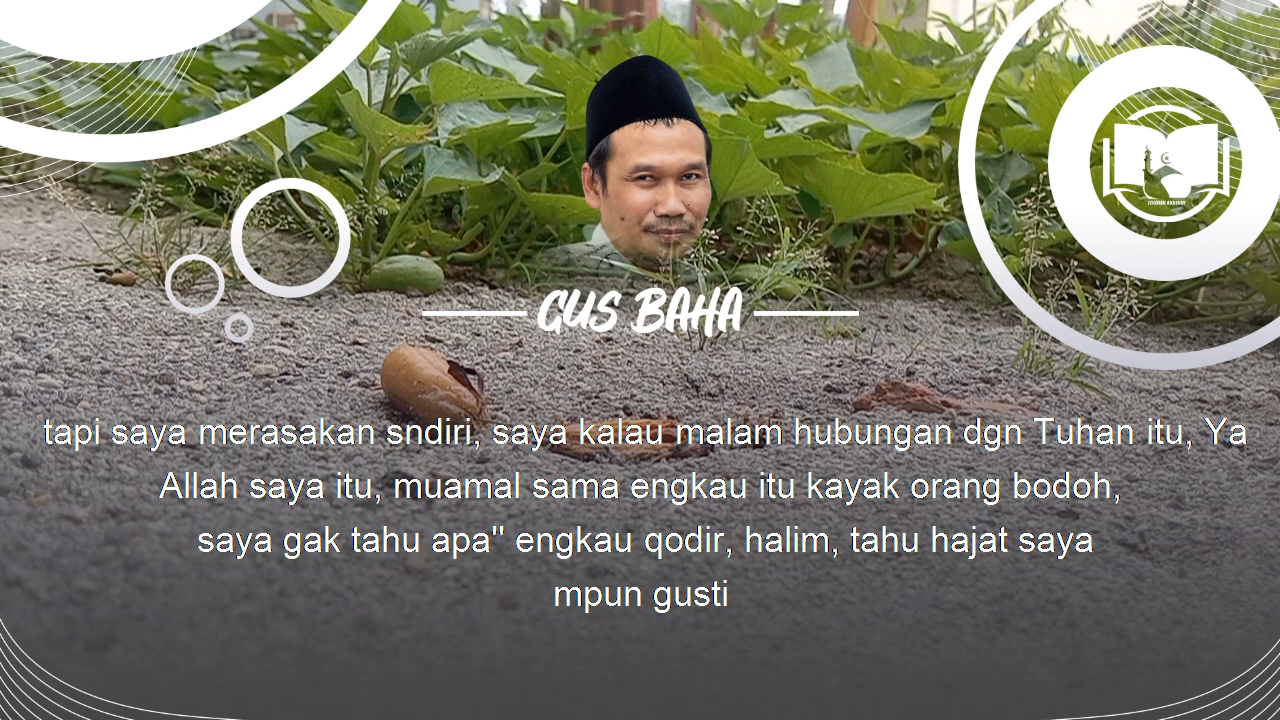 GUS BAHA
tapi saya merasakan sndiri, saya kalau malam hubungan dgn Tuhan itu, Ya
Allah saya itu, muamal sama engkau itu kayak orang bodoh,
saya gak tahu apa" engkau qodir, halim, tahu hajat saya
mpun gusti